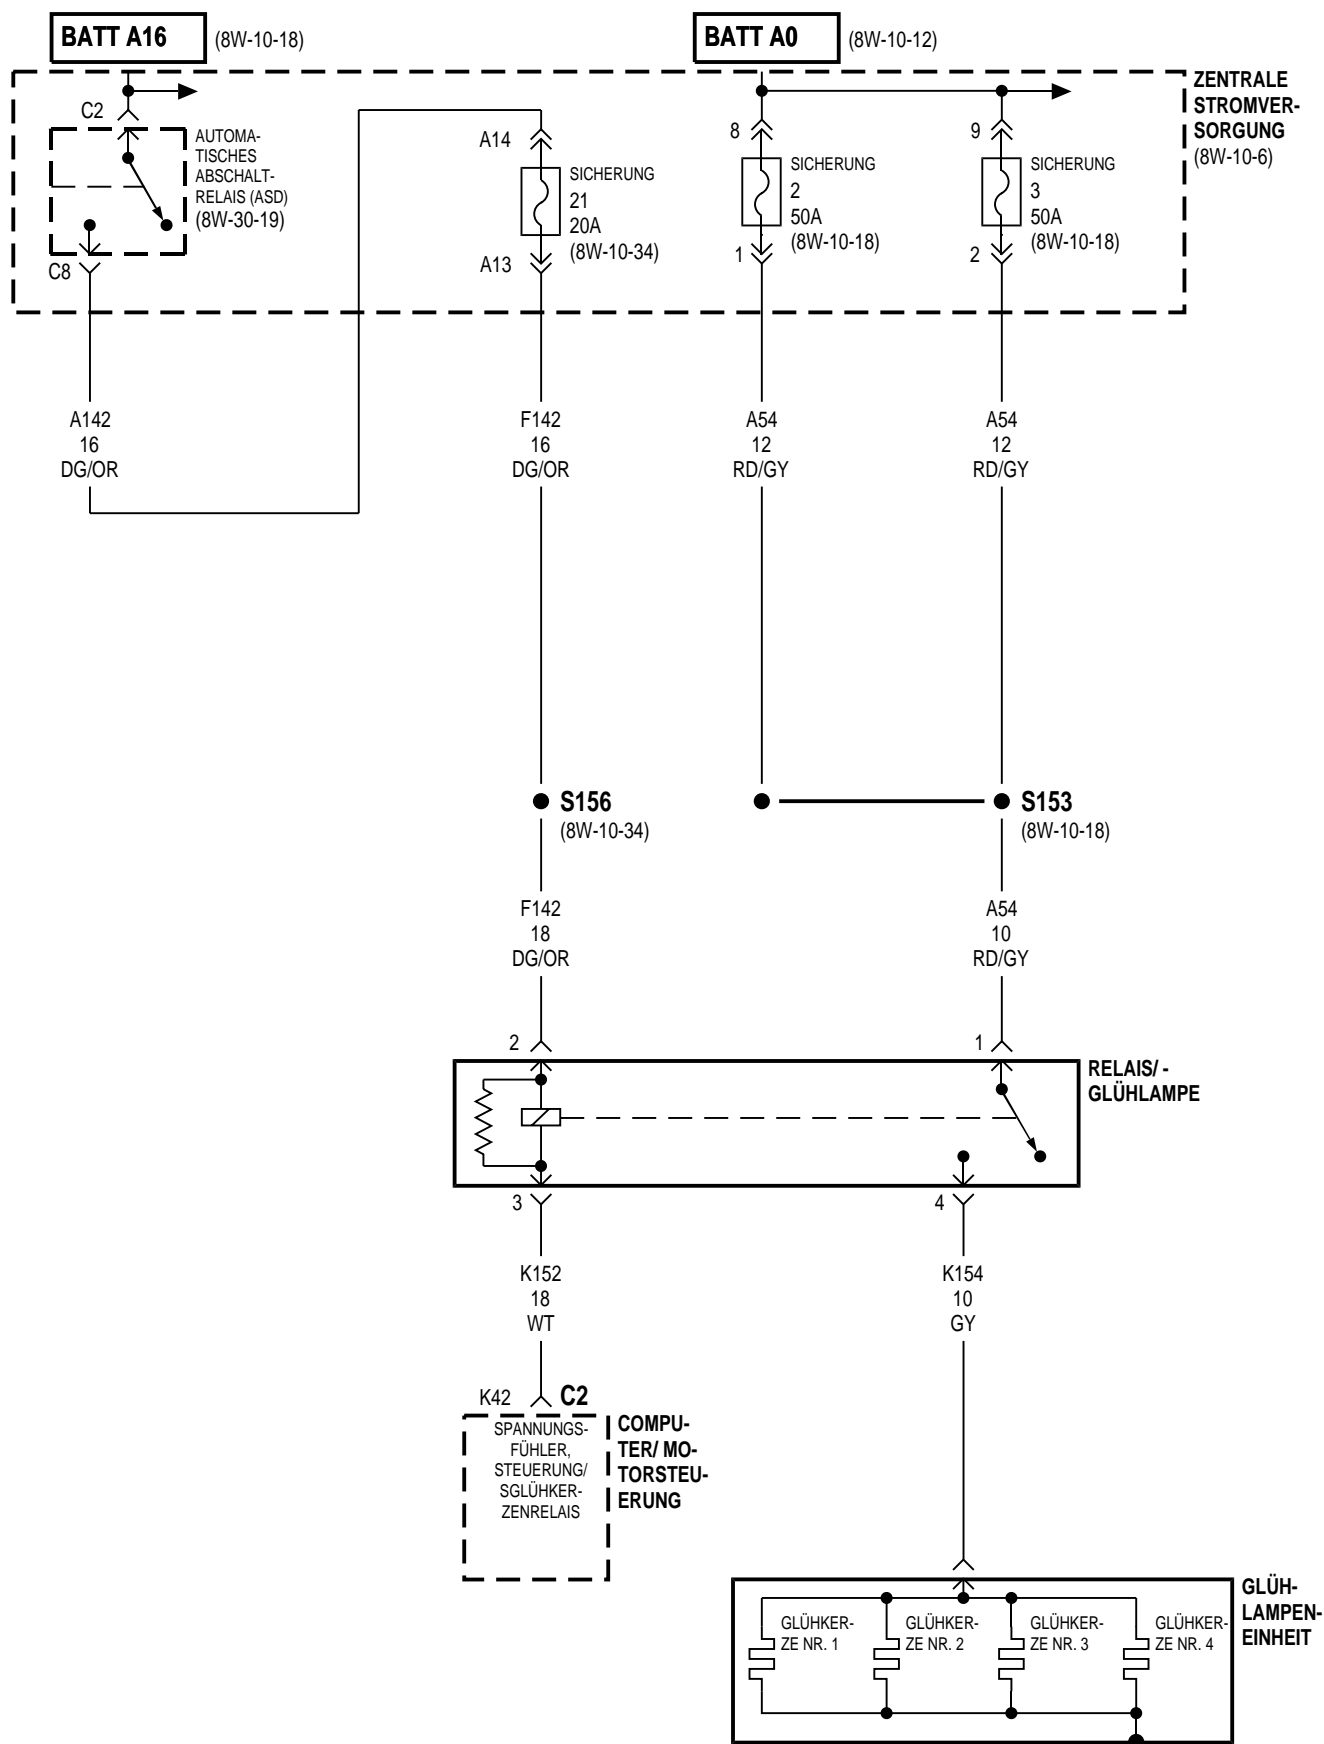 BATT A16 (8W-10-18)
BATT A0 (8W-10-12)
ZENTRALE
STROMVER-
SORGUNG
(8W-10-6)
C2
AUTOMA-
TISCHES
ABSCHALT-
RELAIS (ASD)
(8W-30-19)
C8
A14
SICHERUNG
21
20A
(8W-10-34)
A13
8
SICHERUNG
2
50A
(8W-10-18)
1
9
SICHERUNG
3
50A
(8W-10-18)
2
A142
16
DG/OR
F142
16
DG/OR
A54
12
RD/GY
A54
12
RD/GY
S156
(8W-10-34)
S153
(8W-10-18)
F142
18
DG/OR
A54
10
RD/GY
2
1
RELAIS/ -
GLÜHLAMPE
3
4
K152
18
WT
K154
10
GY
K42
C2
SPANNUNGS-
FÜHLER,
STEUERUNG/
SGLÜHKER-
ZENRELAIS
COMPU-
TER/ MO-
TORSTEU-
ERUNG
GLÜH-
LAMPEN-
EINHEIT
GLÜHKER-
ZE NR. 1
GLÜHKER-
ZE NR. 2
GLÜHKER-
ZE NR. 3
GLÜHKER-
ZE NR. 4